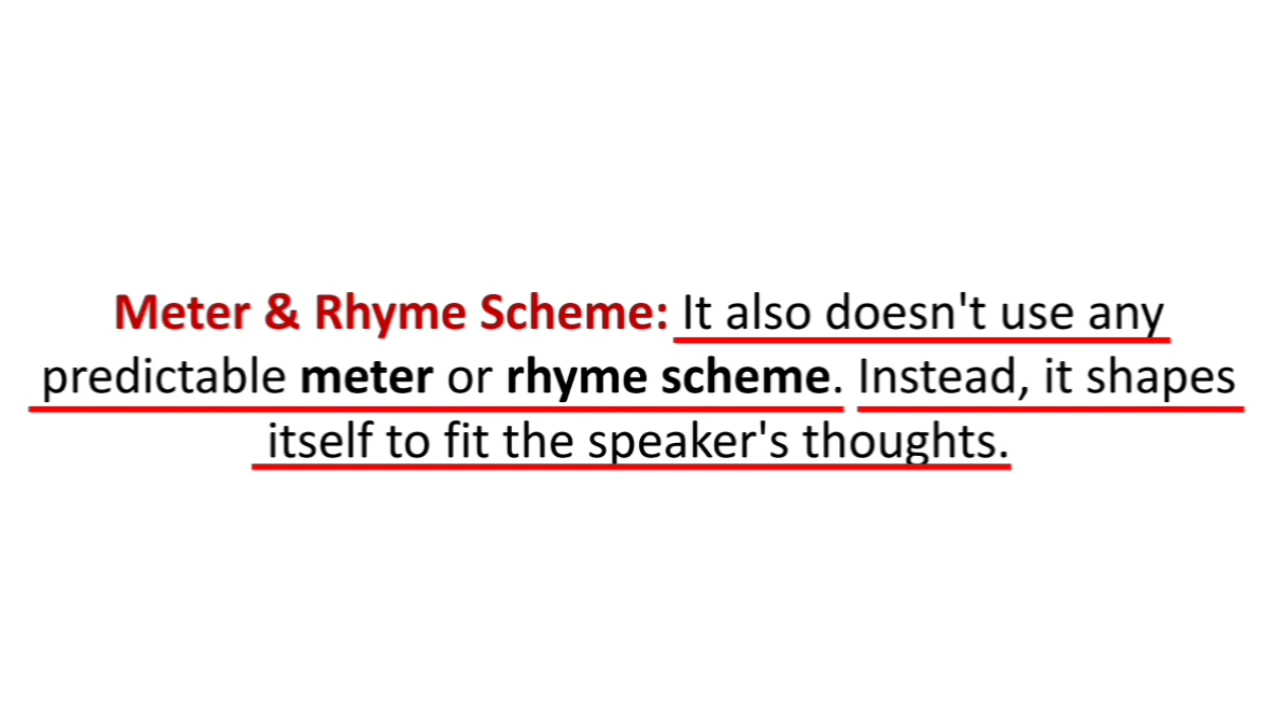 Meter & Rhyme Scheme: It also doesn't use any
predictable meter or rhyme scheme. Instead, it shapes
itself to fit the speaker's thoughts.